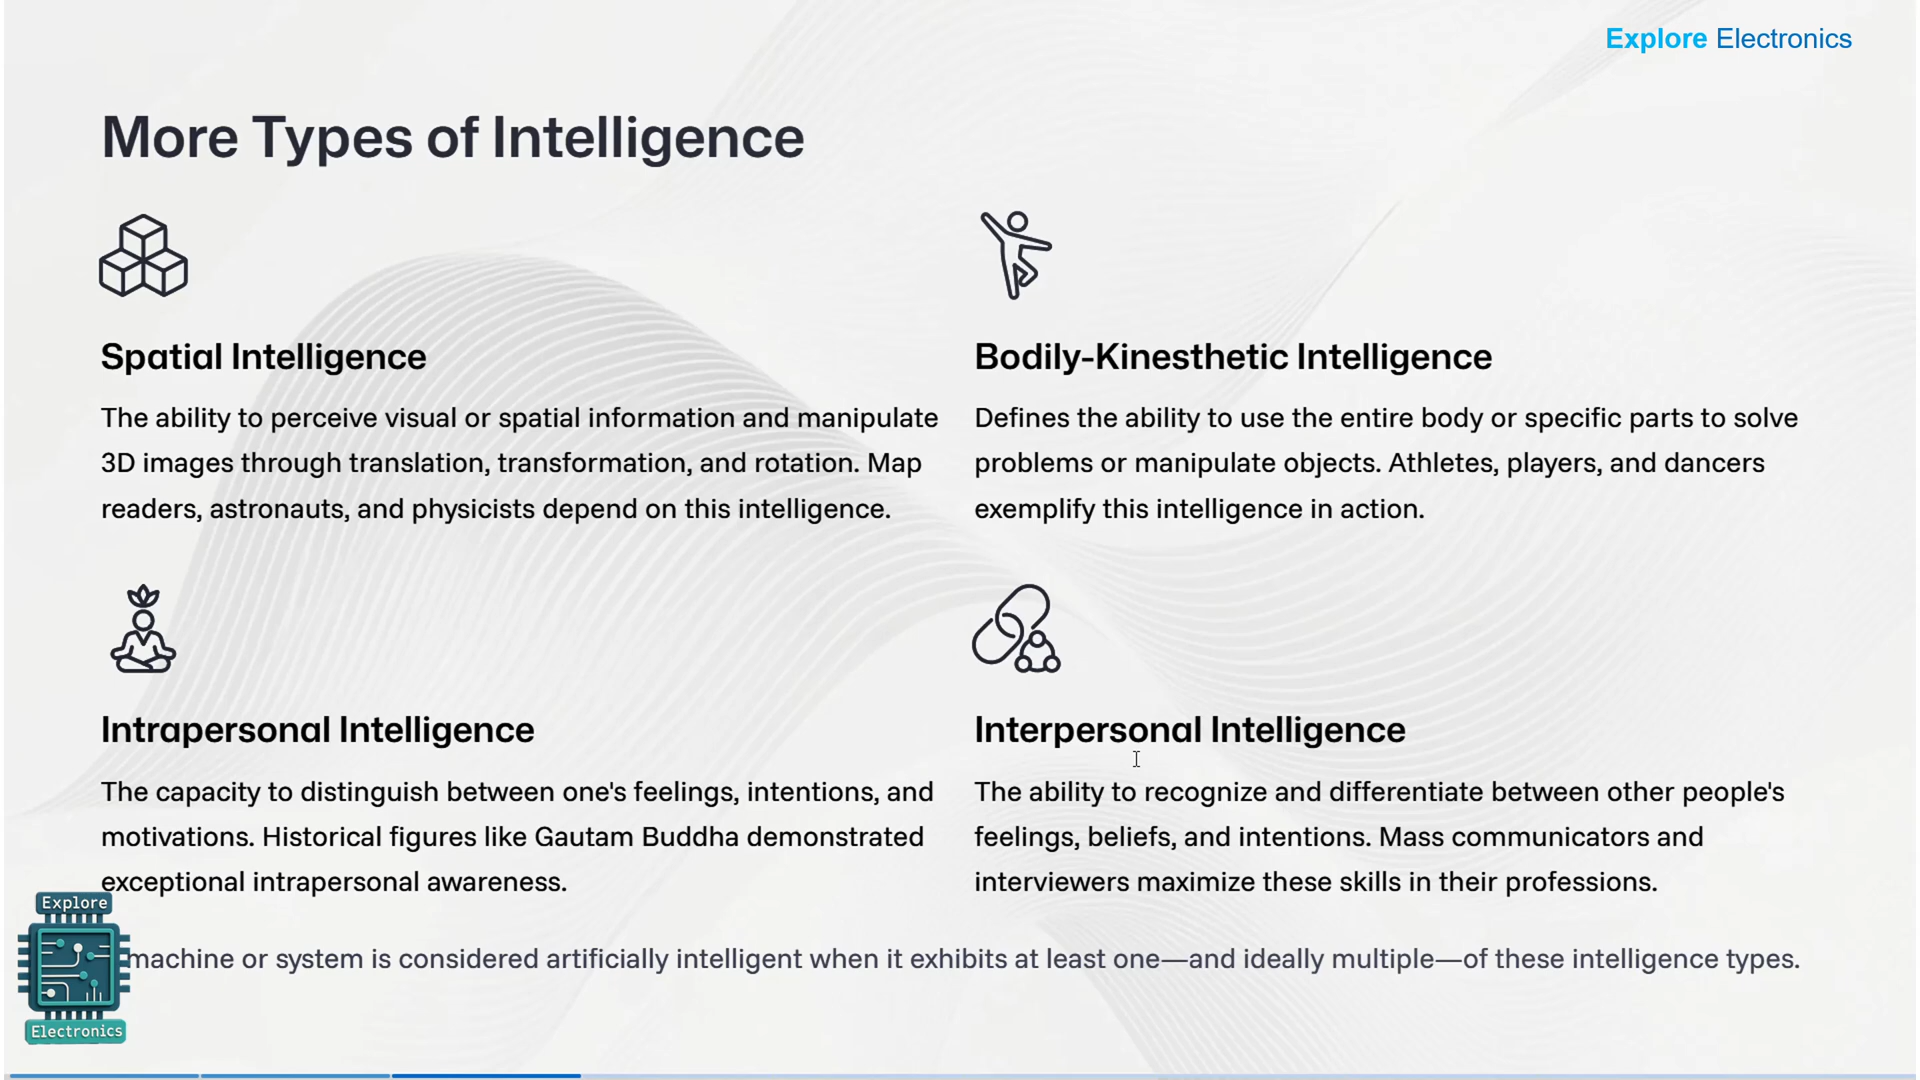 Explore Electronics
More Types of Intelligence
Spatial Intelligence
The ability to perceive visual or spatial information and manipulate
3D images through translation, transformation, and rotation. Map
readers, astronauts, and physicists depend on this intelligence.
Bodily-Kinesthetic Intelligence
Defines the ability to use the entire body or specific parts to solve
problems or manipulate objects. Athletes, players, and dancers
exemplify this intelligence in action.
Intrapersonal Intelligence
The capacity to distinguish between one's feelings, intentions, and
motivations. Historical figures like Gautam Buddha demonstrated
exceptional intrapersonal awareness.
Interpersonal Intelligence
The ability to recognize and differentiate between other people's
feelings, beliefs, and intentions. Mass communicators and
interviewers maximize these skills in their professions.
machine or system is considered artificially intelligent when it exhibits at least one—and ideally multiple—of these intelligence types.
Explore
Electronics